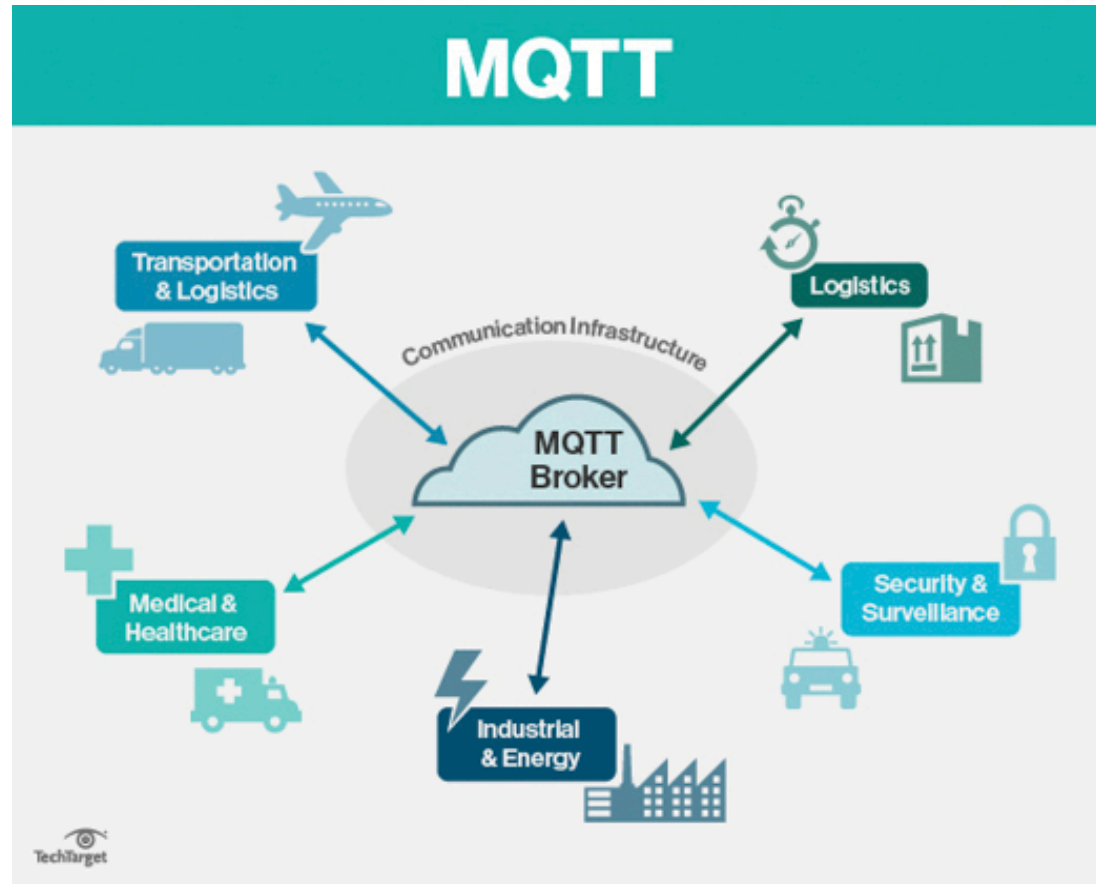 MQTT
Transportation
& Logistics
Logistics
Communication Infrastructure
MQTT
Broker
Medical &
Healthcare
Security &
Surveillance
Industrial
& Energy
TechTarget